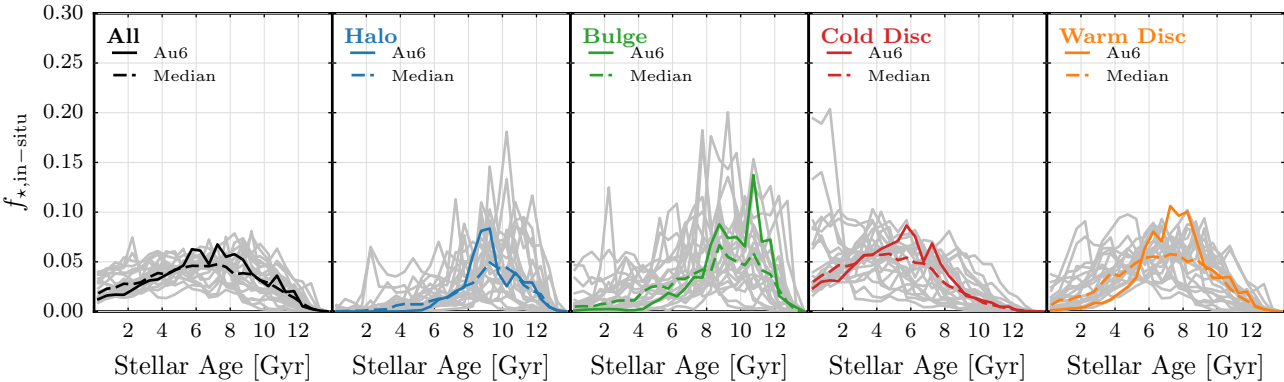 0.30
0.25
0.20
0.15
0.10
0.05
0.00
f⋆,in−situ
All
Au6
Median
2 4 6 8 10 12
Stellar Age [Gyr]
Halo
Au6
Median
2 4 6 8 10 12
Stellar Age [Gyr]
Bulge
Au6
Median
2 4 6 8 10 12
Stellar Age [Gyr]
Cold Disc
Au6
Median
2 4 6 8 10 12
Stellar Age [Gyr]
Warm Disc
Au6
Median
2 4 6 8 10 12
Stellar Age [Gyr]